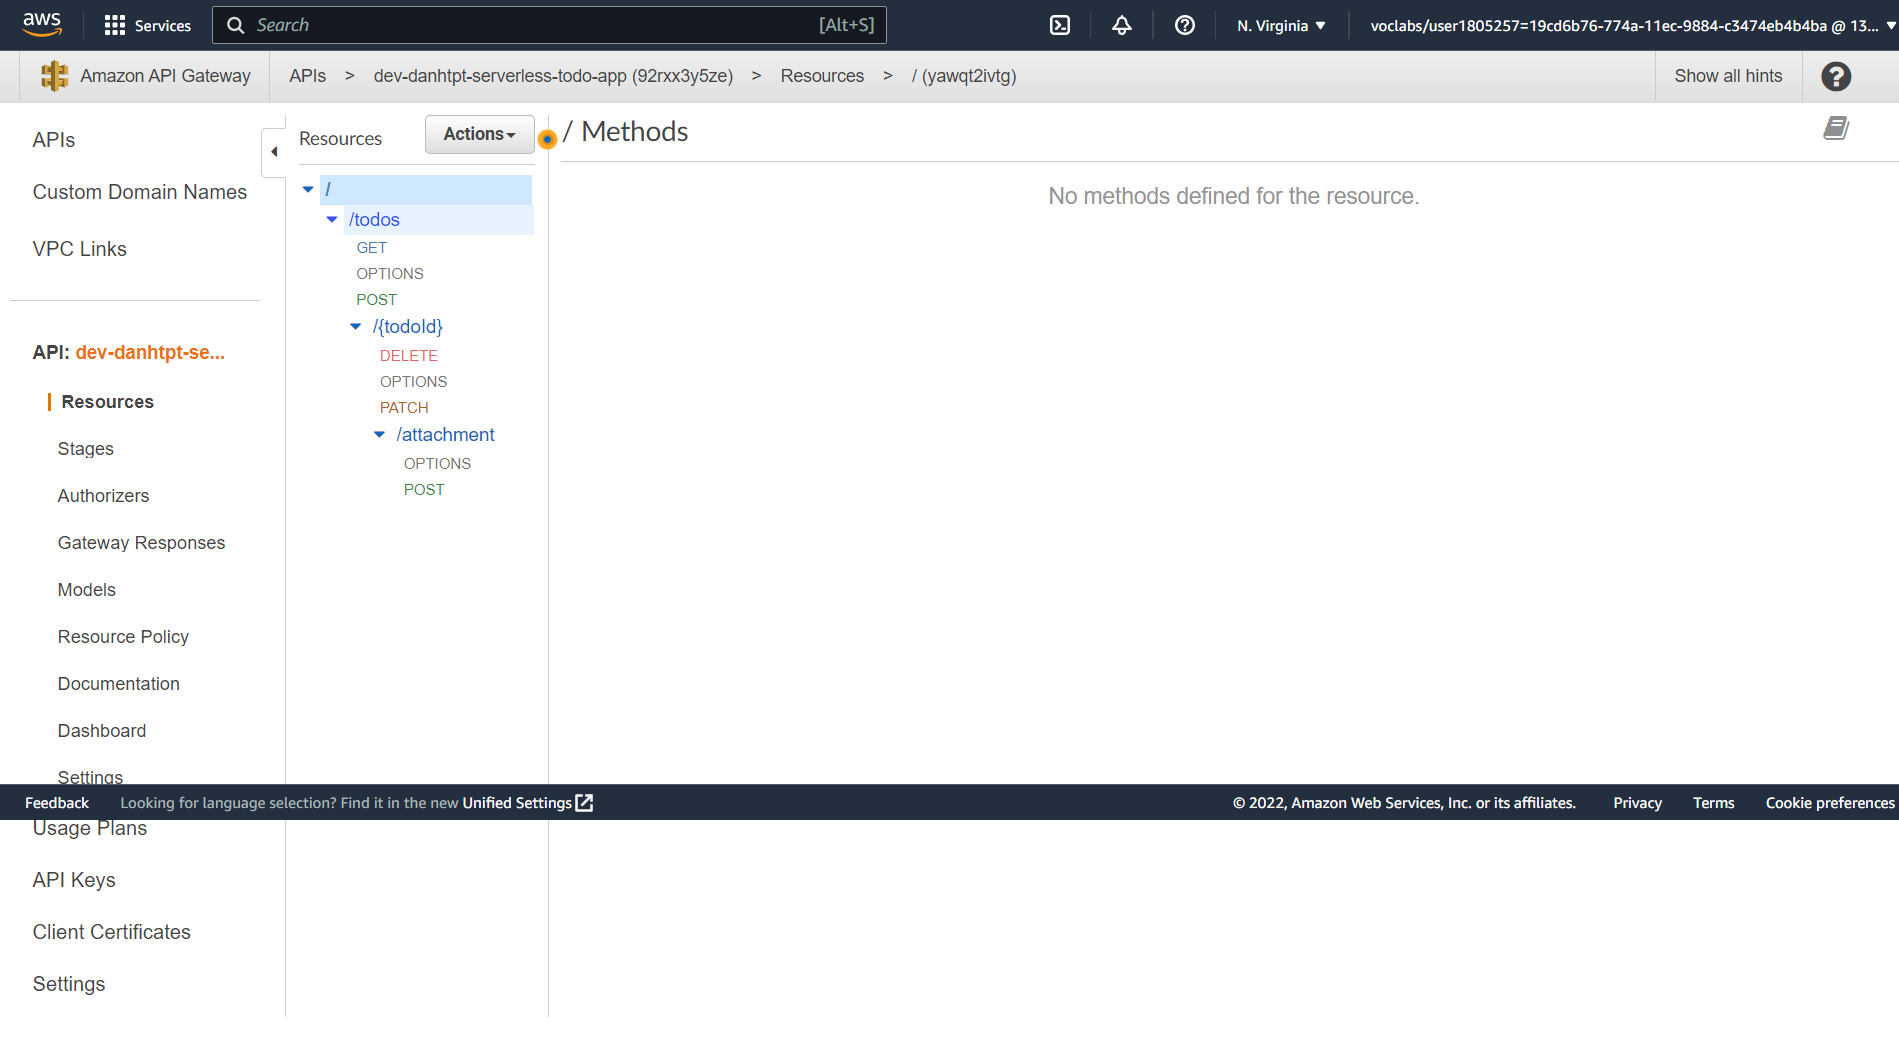 aws
Services
Search
[Alt+S]
N. Virginia
voclabs/user1805257=19cd6b76-774a-11ec-9884-c3474eb4b4ba @ 13...
Amazon API Gateway
APIs > dev-danhtpt-serverless-todo-app (92rxx3y5ze) > Resources > / (yawqt2ivtg)
Show all hints
APIs
Custom Domain Names
VPC Links
API: dev-danhtpt-se...
Resources
Stages
Authorizers
Gateway Responses
Models
Resource Policy
Documentation
Dashboard
Settings
Usage Plans
API Keys
Client Certificates
Settings
Resources
Actions
/
/todos
GET
OPTIONS
POST
/{todoId}
DELETE
OPTIONS
PATCH
/attachment
OPTIONS
POST
/ Methods
No methods defined for the resource.
Feedback
Looking for language selection? Find it in the new Unified Settings
© 2022, Amazon Web Services, Inc. or its affiliates.
Privacy
Terms
Cookie preferences